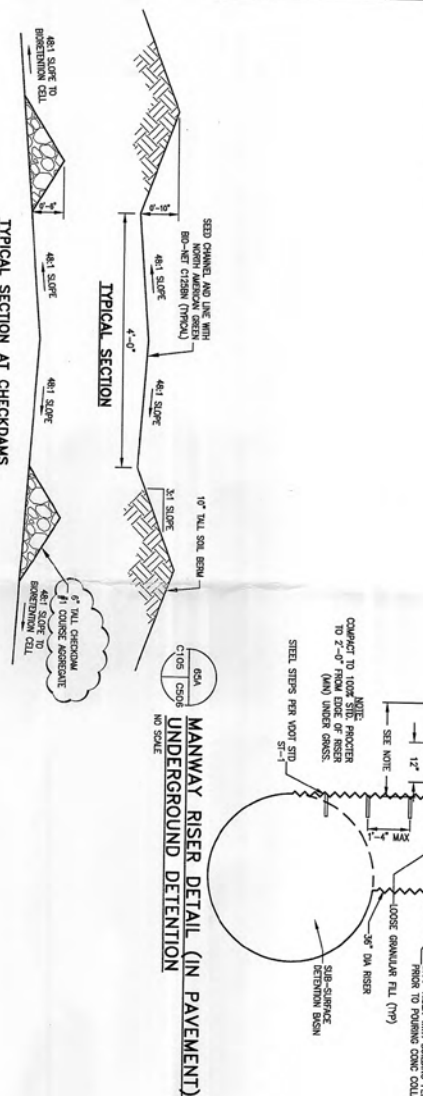 48:1 SLOPE TO
BIORETENTION CELL
0'-6"
48:1 SLOPE
48:1 SLOPE
6" TALL CHECKDAM
#1 COURSE AGGREGATE
48:1 SLOPE TO
BIORETENTION CELL
TYPICAL SECTION AT CHECKDAMS
SEED CHANNEL AND LINE WITH
NORTH AMERICAN GREEN
BIO-NET C125BN (TYPICAL)
0'-10"
48:1 SLOPE
48:1 SLOPE
4'-0"
TYPICAL SECTION
10" TALL SOIL BERM
3:1 SLOPE
65A
C105
C506
MANWAY RISER DETAIL (IN PAVEMENT)
UNDERGROUND DETENTION
NO SCALE
NOTE:
COMPACT TO 100% STD. PROCTER
TO 2'-0" FROM EDGE OF RISER
(MIN) UNDER GRASS.
STEEL STEPS PER VDOT STD
ST-1
SEE NOTE
12"
1'-4" MAX
LOOSE GRANULAR FILL (TYP)
36" DIA RISER
SUB-SURFACE
DETENTION BASIN
PRIOR TO POURING CONC COLL